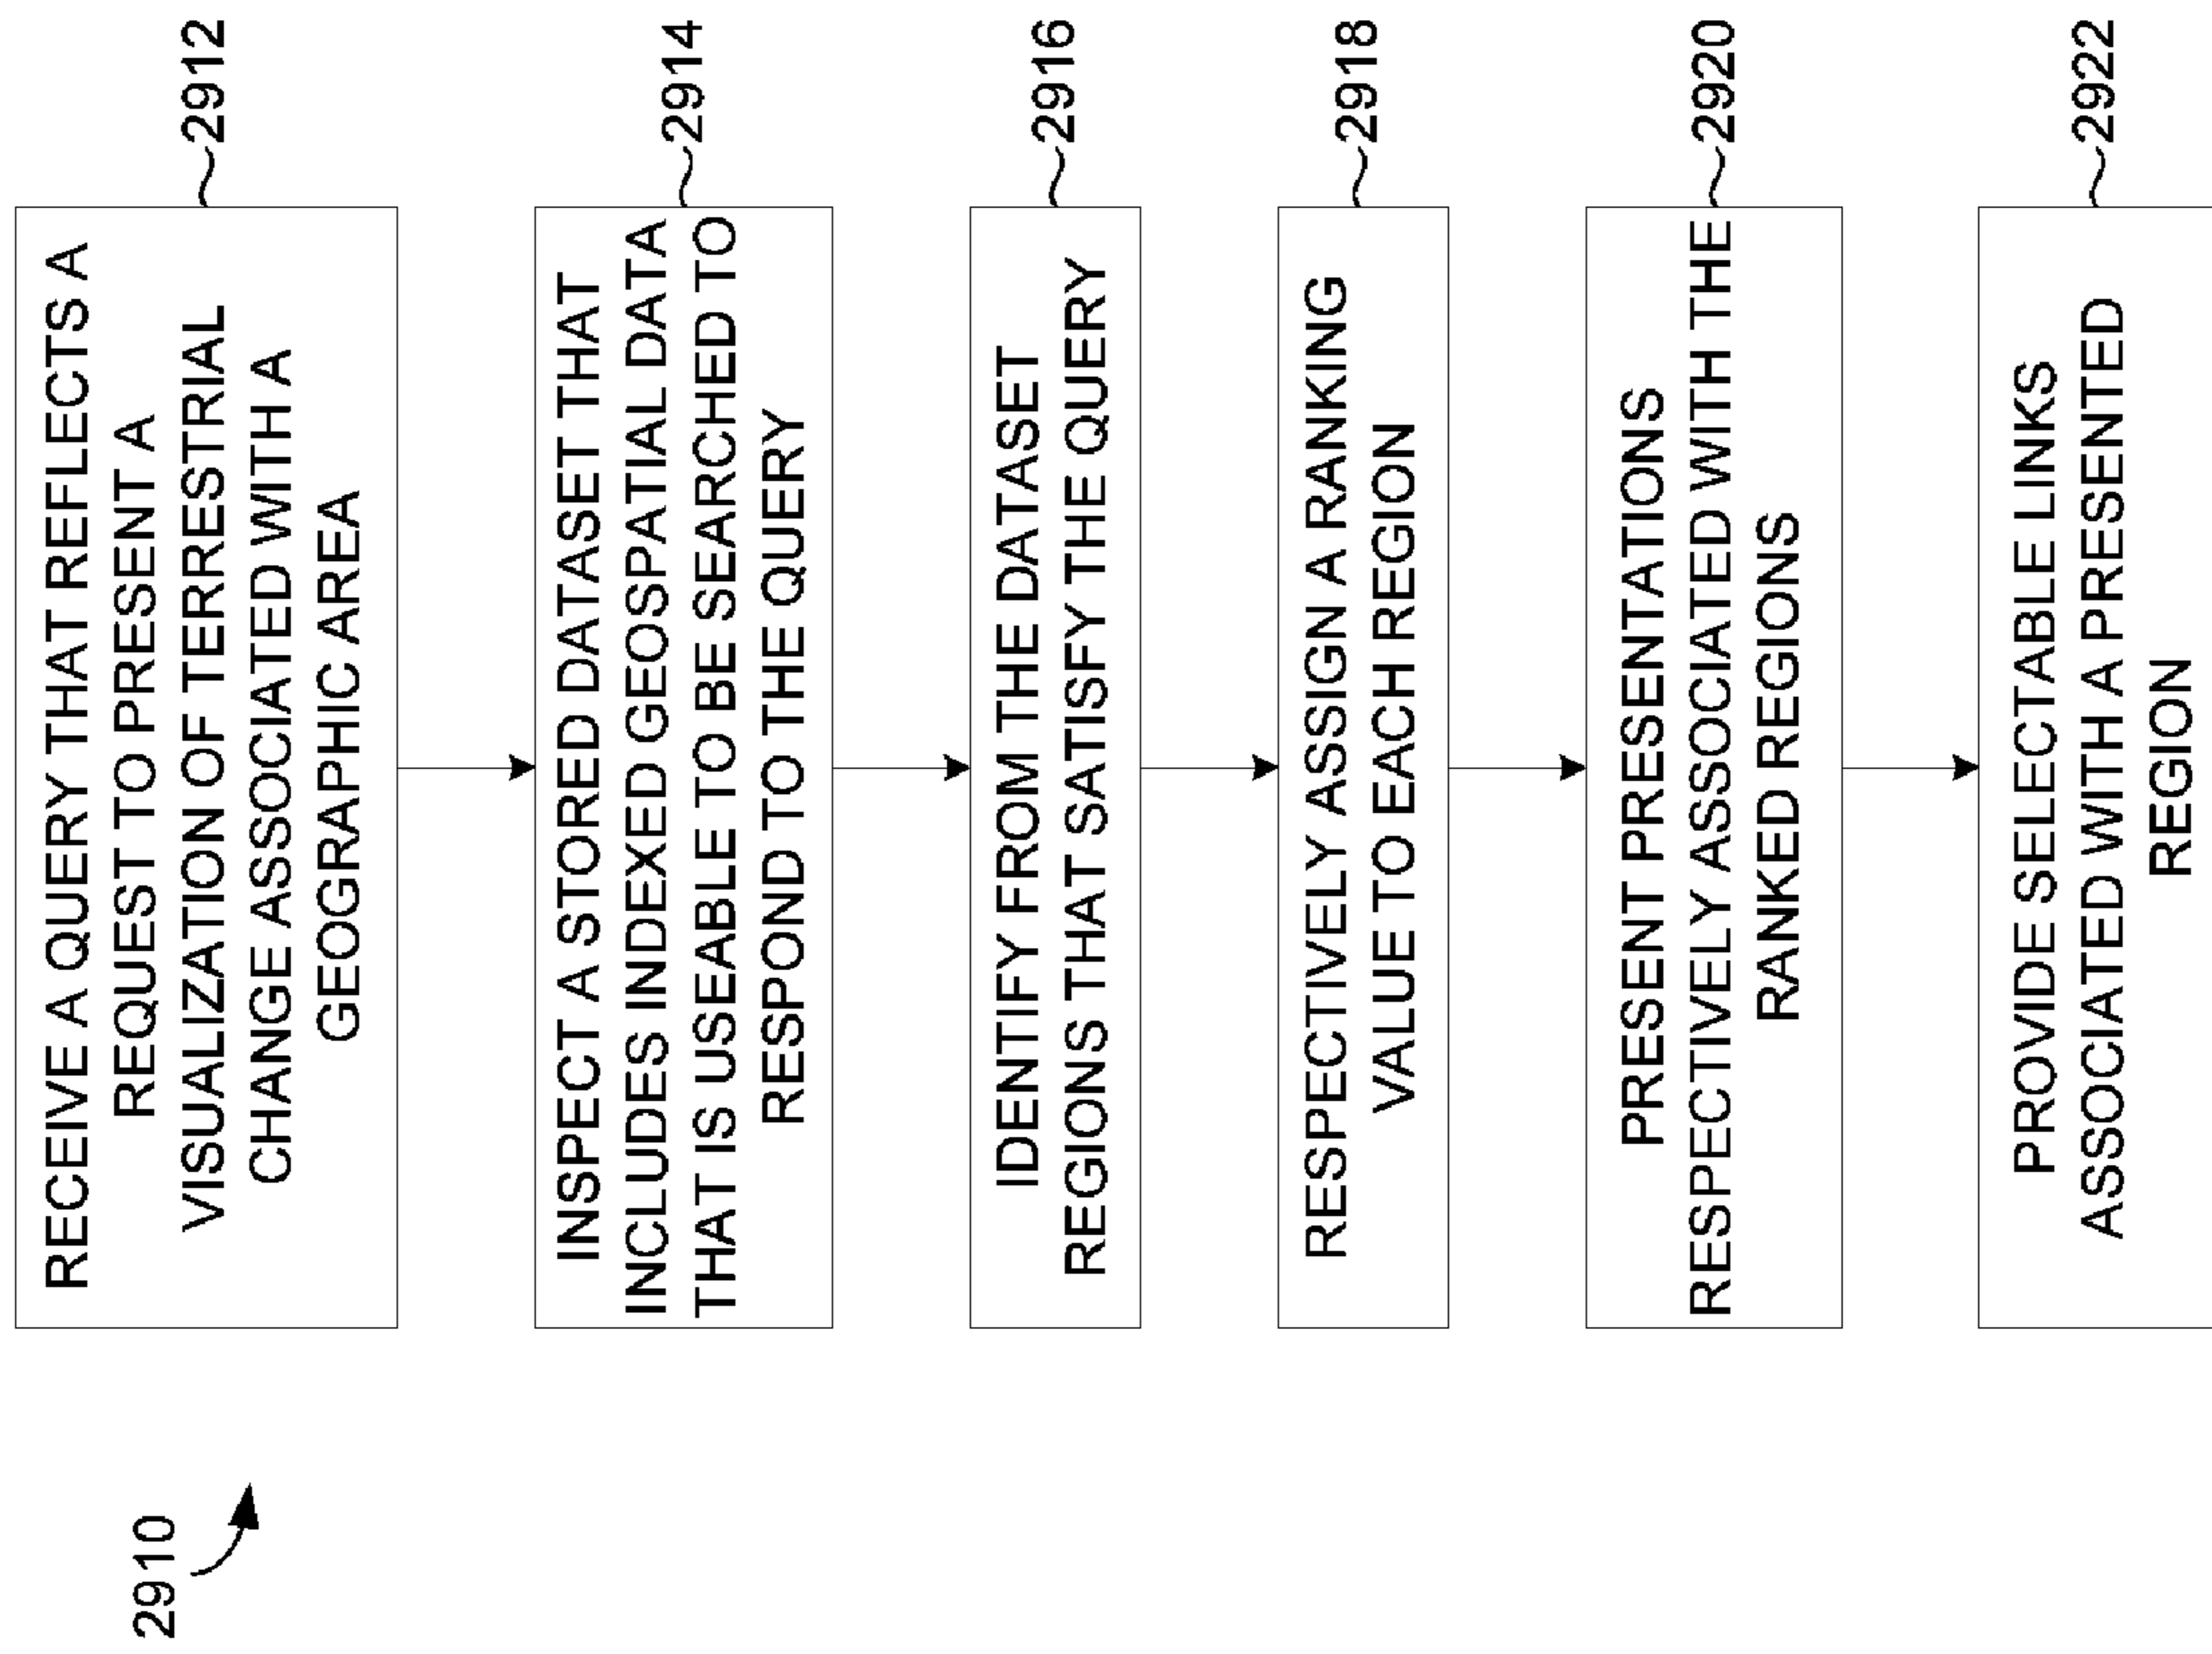 2910
RECEIVE A QUERY THAT REFLECTS A
REQUEST TO PRESENT A
VISUALIZATION OF TERRESTRIAL
CHANGE ASSOCIATED WITH A
GEOGRAPHIC AREA
2912
INSPECT A STORED DATASET THAT
INCLUDES INDEXED GEOSPATIAL DATA
THAT IS USEABLE TO BE SEARCHED TO
RESPOND TO THE QUERY
2914
IDENTIFY FROM THE DATASET
REGIONS THAT SATISFY THE QUERY
2916
RESPECTIVELY ASSIGN A RANKING
VALUE TO EACH REGION
2918
PRESENT PRESENTATIONS
RESPECTIVELY ASSOCIATED WITH THE
RANKED REGIONS
2920
PROVIDE SELECTABLE LINKS
ASSOCIATED WITH A PRESENTED
REGION
2922